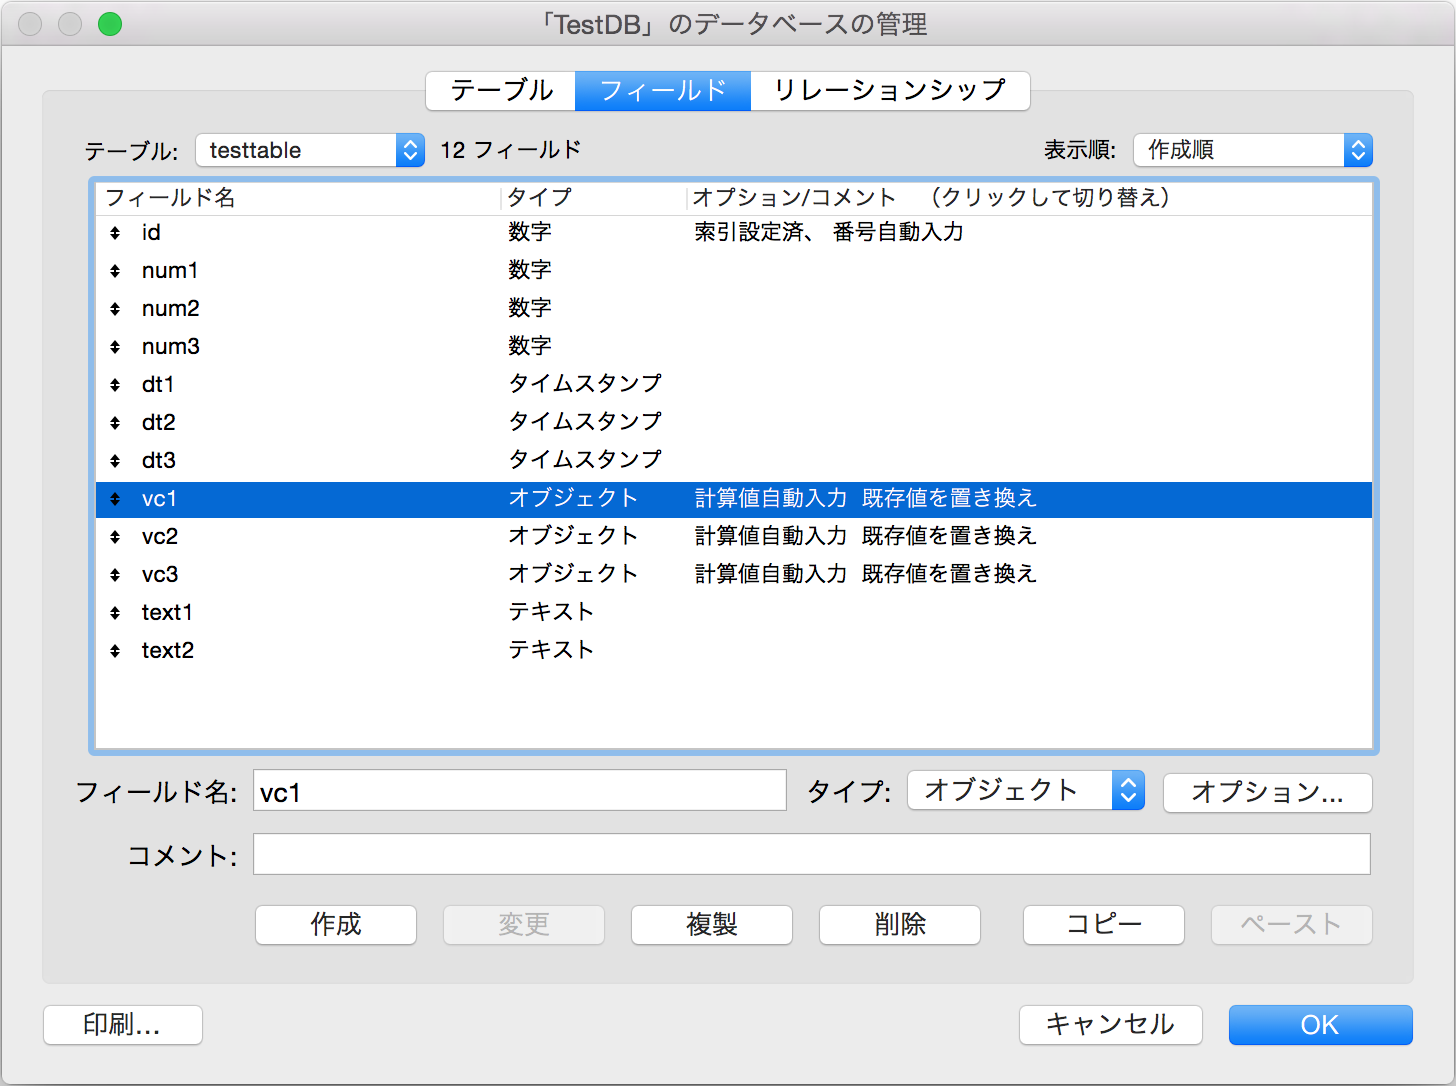 「TestDB」のデータベースの管理
テーブル フィールド リレーションシップ
テーブル: testtable 12 フィールド 表示順: 作成順
フィールド名 タイプ オプション/コメント （クリックして切り替え）
id 数字 索引設定済、 番号自動入力
num1 数字
num2 数字
num3 数字
dt1 タイムスタンプ
dt2 タイムスタンプ
dt3 タイムスタンプ
vc1 オブジェクト 計算値自動入力 既存値を置き換え
vc2 オブジェクト 計算値自動入力 既存値を置き換え
vc3 オブジェクト 計算値自動入力 既存値を置き換え
text1 テキスト
text2 テキスト
フィールド名: vc1 タイプ: オブジェクト オプション...
コメント:
作成 変更 複製 削除 コピー ペースト
印刷... キャンセル OK